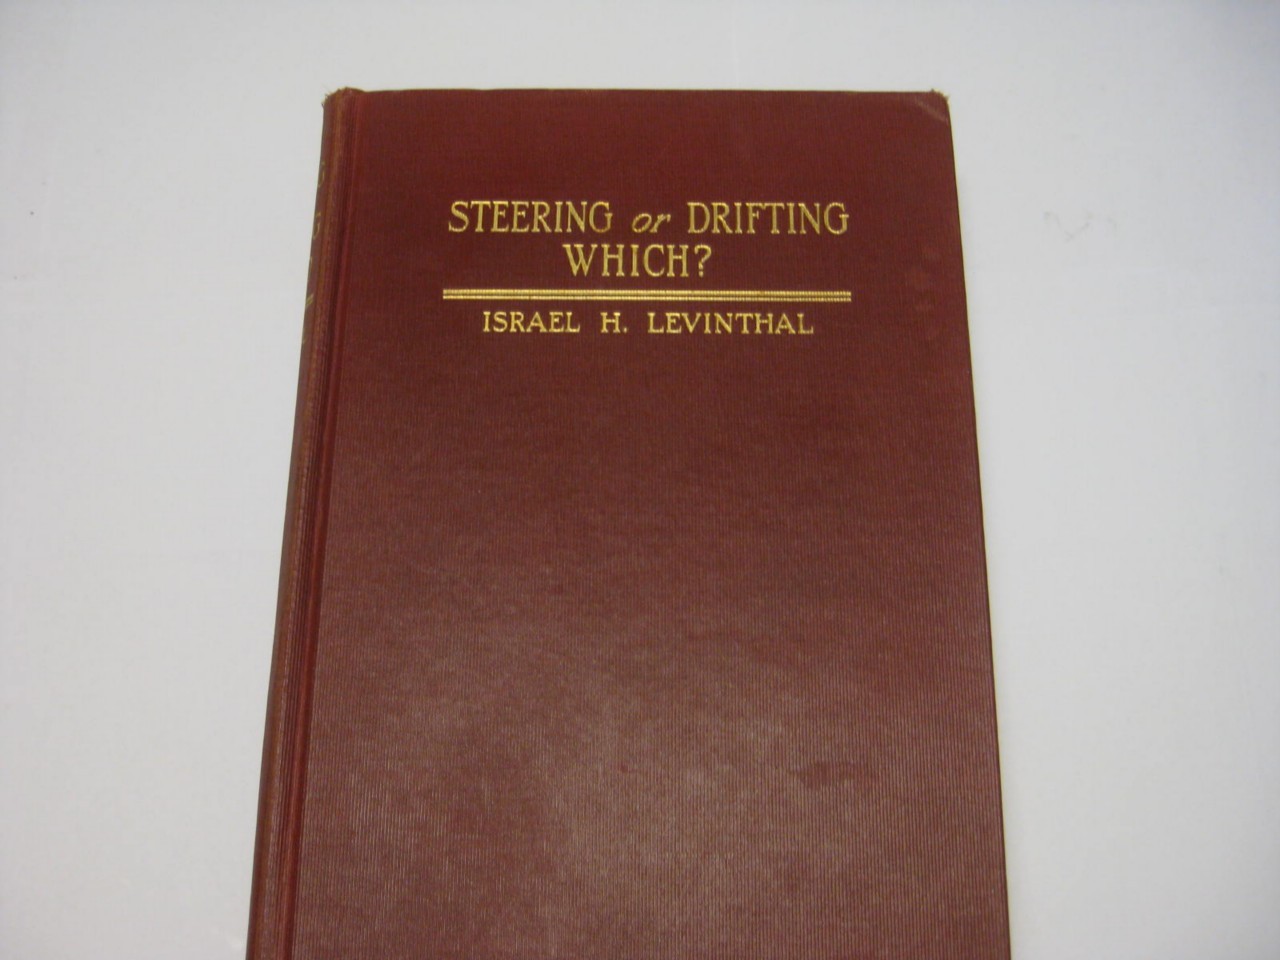 STEERING or DRIFTING
WHICH?
ISRAEL H. LEVINTHAL